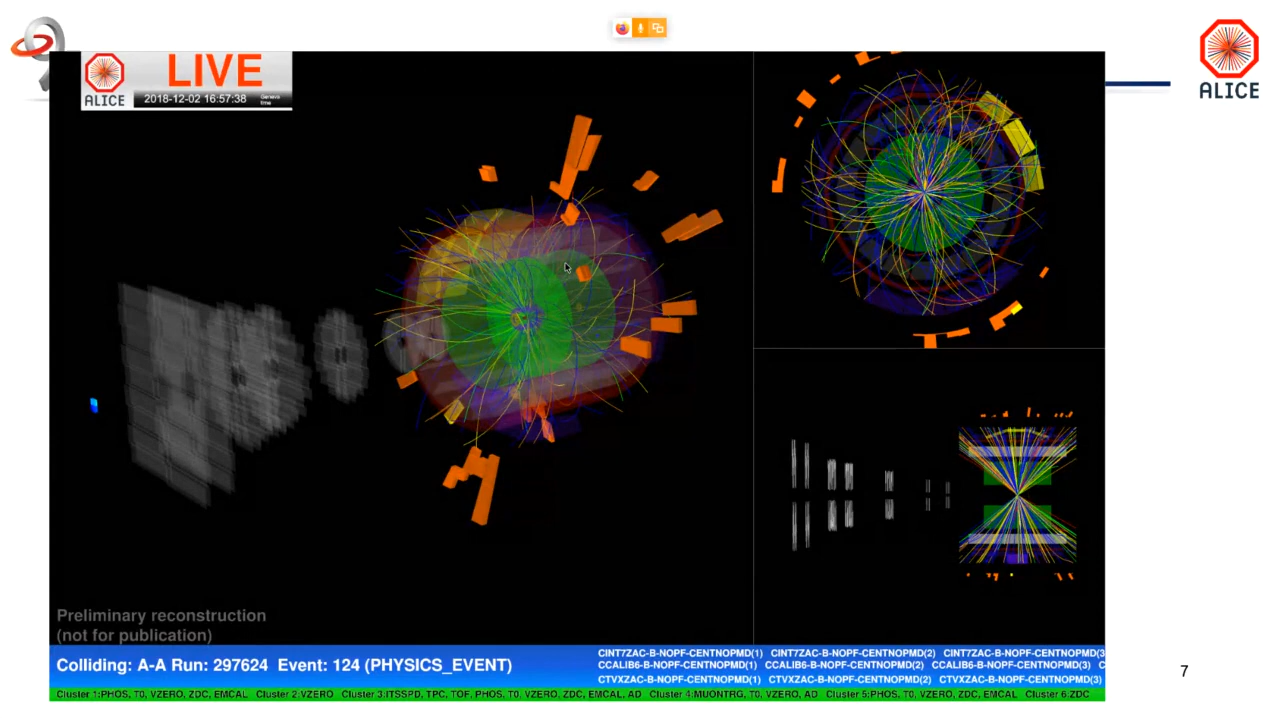 LIVE
ALICE
2018-12-02 16:57:38
Geneva
time
ALICE
Preliminary reconstruction
(not for publication)
Colliding: A-A Run: 297624 Event: 124 (PHYSICS_EVENT)
CINT7ZAC-B-NOPF-CENTNOPMD(1) CINT7ZAC-B-NOPF-CENTNOPMD(2) CINT7ZAC-B-NOPF-CENTNOPMD(3
CCALIB6-B-NOPF-CENTNOPMD(1) CCALIB6-B-NOPF-CENTNOPMD(2) CCALIB6-B-NOPF-CENTNOPMD(3) C
CTVXZAC-B-NOPF-CENTNOPMD(1) CTVXZAC-B-NOPF-CENTNOPMD(2) CTVXZAC-B-NOPF-CENTNOPMD(3)
Cluster 1:PHOS, T0, VZERO, ZDC, EMCAL Cluster 2:VZERO Cluster 3:ITSSPD, TPC, TOF, PHOS, T0, VZERO, ZDC, EMCAL, AD Cluster 4:MUONTRG, T0, VZERO, AD Cluster 5:PHOS, T0, VZERO, ZDC, EMCAL Cluster 6:ZDC
7